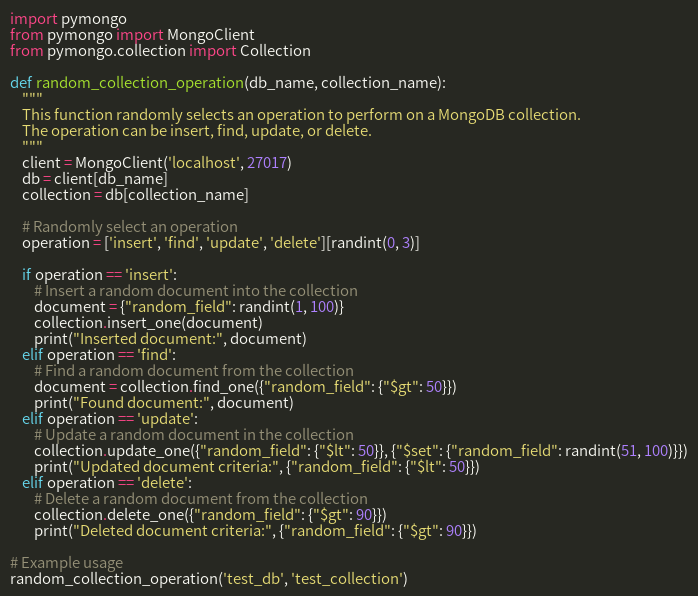 import pymongo
from pymongo import MongoClient
from pymongo.collection import Collection

def random_collection_operation(db_name, collection_name):
    """
    This function randomly selects an operation to perform on a MongoDB collection.
    The operation can be insert, find, update, or delete.
    """
    client = MongoClient('localhost', 27017)
    db = client[db_name]
    collection = db[collection_name]

    # Randomly select an operation
    operation = ['insert', 'find', 'update', 'delete'][randint(0, 3)]

    if operation == 'insert':
        # Insert a random document into the collection
        document = {"random_field": randint(1, 100)}
        collection.insert_one(document)
        print("Inserted document:", document)
    elif operation == 'find':
        # Find a random document from the collection
        document = collection.find_one({"random_field": {"$gt": 50}})
        print("Found document:", document)
    elif operation == 'update':
        # Update a random document in the collection
        collection.update_one({"random_field": {"$lt": 50}}, {"$set": {"random_field": randint(51, 100)}})
        print("Updated document criteria:", {"random_field": {"$lt": 50}})
    elif operation == 'delete':
        # Delete a random document from the collection
        collection.delete_one({"random_field": {"$gt": 90}})
        print("Deleted document criteria:", {"random_field": {"$gt": 90}})

# Example usage
random_collection_operation('test_db', 'test_collection')